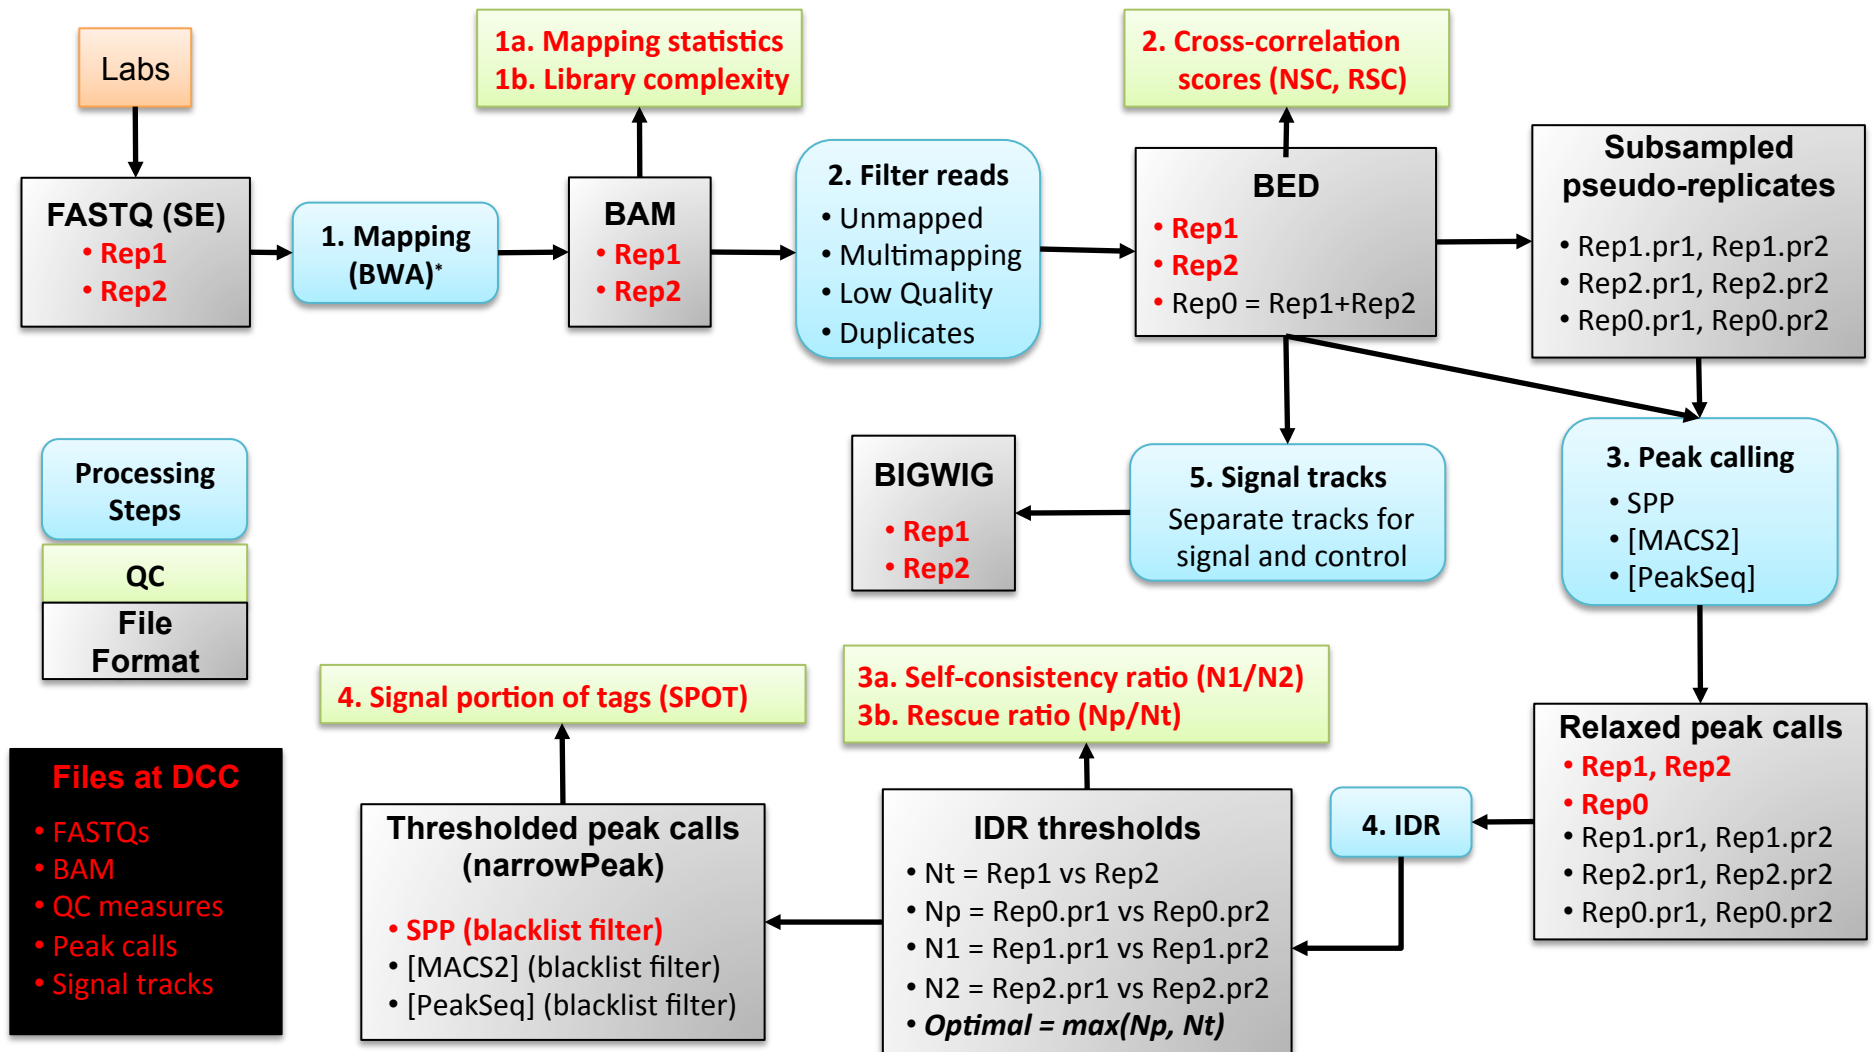 Labs
1a. Mapping statistics
1b. Library complexity
2. Cross-correlation
scores (NSC, RSC)
FASTQ (SE)
• Rep1
• Rep2
1. Mapping
(BWA)*
BAM
• Rep1
• Rep2
2. Filter reads
• Unmapped
• Multimapping
• Low Quality
• Duplicates
BED
• Rep1
• Rep2
• Rep0 = Rep1+Rep2
Subsampled
pseudo-replicates
• Rep1.pr1, Rep1.pr2
• Rep2.pr1, Rep2.pr2
• Rep0.pr1, Rep0.pr2
Processing
Steps
QC
File
Format
BIGWIG
• Rep1
• Rep2
5. Signal tracks
Separate tracks for
signal and control
3. Peak calling
• SPP
• [MACS2]
• [PeakSeq]
4. Signal portion of tags (SPOT)
3a. Self-consistency ratio (N1/N2)
3b. Rescue ratio (Np/Nt)
Relaxed peak calls
• Rep1, Rep2
• Rep0
• Rep1.pr1, Rep1.pr2
• Rep2.pr1, Rep2.pr2
• Rep0.pr1, Rep0.pr2
4. IDR
IDR thresholds
• Nt = Rep1 vs Rep2
• Np = Rep0.pr1 vs Rep0.pr2
• N1 = Rep1.pr1 vs Rep1.pr2
• N2 = Rep2.pr1 vs Rep2.pr2
• Optimal = max(Np, Nt)
Thresholded peak calls
(narrowPeak)
• SPP (blacklist filter)
• [MACS2] (blacklist filter)
• [PeakSeq] (blacklist filter)
Files at DCC
• FASTQs
• BAM
• QC measures
• Peak calls
• Signal tracks